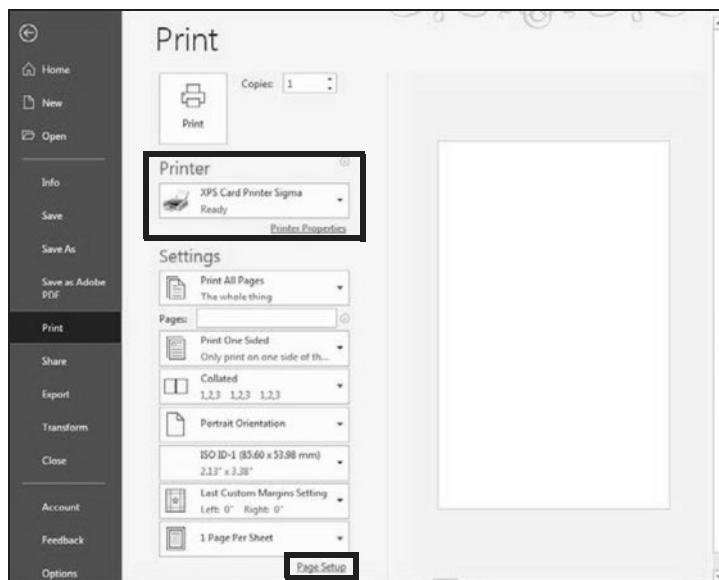 Print
Home
New
Open
Info
Save
Save As
Save as Adobe
PDF
Print
Share
Export
Transform
Close
Account
Feedback
Options
Copies: 1
Print
Printer
XPS Card Printer Sigma
Ready
Printer Properties
Settings
Print All Pages
The whole thing
Pages:
Print One Sided
Only print on one side of th...
Collated
1,2,3 1,2,3 1,2,3
Portrait Orientation
ISO ID-1 (85.60 x 53.98 mm)
2.13" x 3.38"
Last Custom Margins Setting
Left: 0" Right: 0"
1 Page Per Sheet
Page Setup